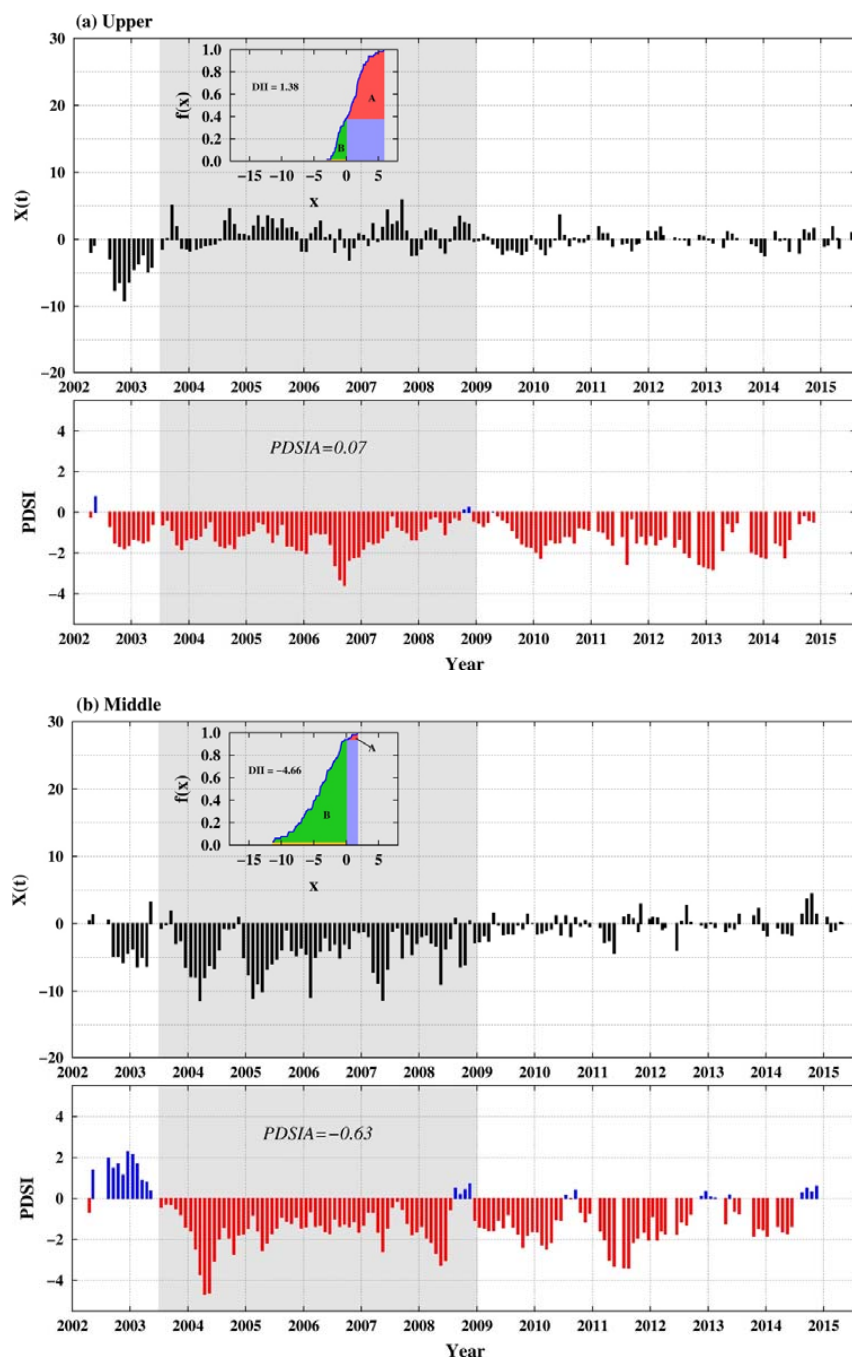 (a) Upper
30
20
10
0
−10
−20
X(t)
1.0
0.8
0.6
0.4
0.2
0.0
f(x)
DII = 1.38
A
B
−15 −10 −5 0 5
X
2002 2003 2004 2005 2006 2007 2008 2009 2010 2011 2012 2013 2014 2015
4
2
0
−2
−4
PDSI
PDSIA=0.07
2002 2003 2004 2005 2006 2007 2008 2009 2010 2011 2012 2013 2014 2015
Year
(b) Middle
30
20
10
0
−10
−20
X(t)
1.0
0.8
0.6
0.4
0.2
0.0
f(x)
DII = −4.66
A
B
−15 −10 −5 0 5
X
2002 2003 2004 2005 2006 2007 2008 2009 2010 2011 2012 2013 2014 2015
4
2
0
−2
−4
PDSI
PDSIA=−0.63
2002 2003 2004 2005 2006 2007 2008 2009 2010 2011 2012 2013 2014 2015
Year